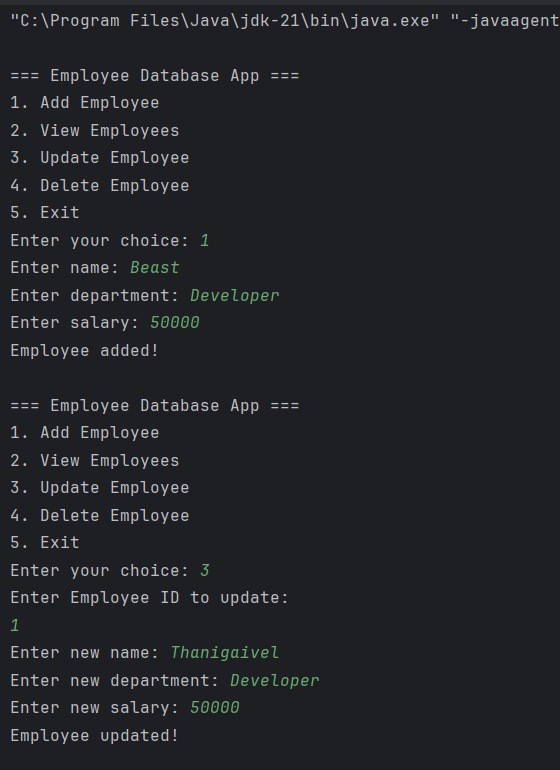 "C:\Program Files\Java\jdk-21\bin\java.exe" "-javaagent
=== Employee Database App ===
1. Add Employee
2. View Employees
3. Update Employee
4. Delete Employee
5. Exit
Enter your choice: 1
Enter name: Beast
Enter department: Developer
Enter salary: 50000
Employee added!
=== Employee Database App ===
1. Add Employee
2. View Employees
3. Update Employee
4. Delete Employee
5. Exit
Enter your choice: 3
Enter Employee ID to update:
1
Enter new name: Thanigaivel
Enter new department: Developer
Enter new salary: 50000
Employee updated!